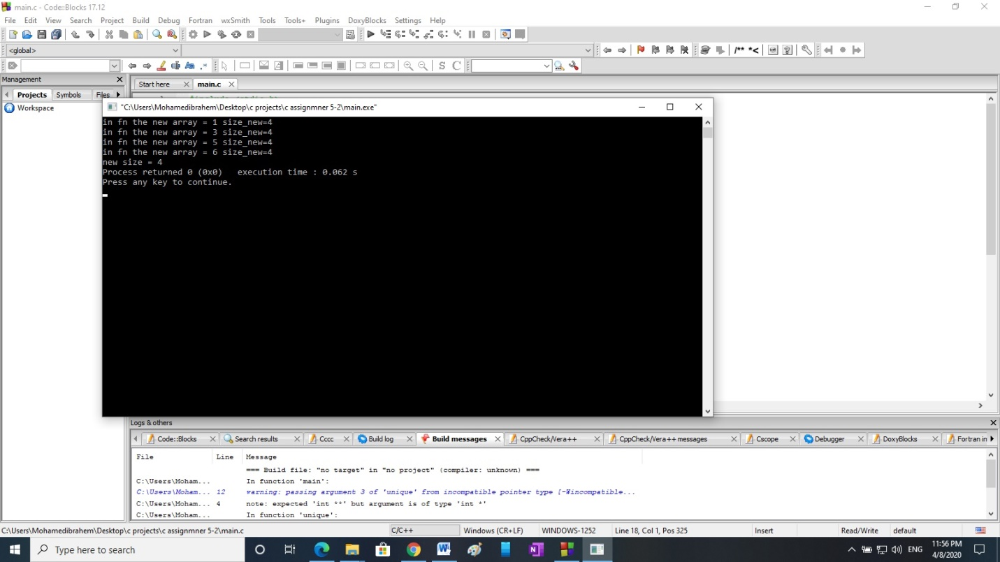 main.c - Code::Blocks 17.12
File Edit View Search Project Build Debug Fortran wxSmith Tools Tools+ Plugins DoxyBlocks Settings Help
<global>
/** *<
Aa .*
S C
Management
Projects Symbols Files
Workspace
Start here main.c
"C:\Users\Mohamedibrahem\Desktop\c projects\c assignmner 5-2\main.exe"
in fn the new array = 1 size_new=4
in fn the new array = 3 size_new=4
in fn the new array = 5 size_new=4
in fn the new array = 6 size_new=4
new size = 4
Process returned 0 (0x0)   execution time : 0.062 s
Press any key to continue.
Logs & others
Code::Blocks Search results Cccc Build log Build messages CppCheck/Vera++ CppCheck/Vera++ messages Cscope Debugger DoxyBlocks Fortran in
File Line Message
=== Build file: "no target" in "no project" (compiler: unknown) ===
C:\Users\Moham... In function 'main':
C:\Users\Moham... 12 warning: passing argument 3 of 'unique' from incompatible pointer type [-Wincompatible...
C:\Users\Moham... 4 note: expected 'int **' but argument is of type 'int *'
C:\Users\Moham... In function 'unique':
C:\Users\Mohamedibrahem\Desktop\c projects\c assignmner 5-2\main.c C/C++ Windows (CR+LF) WINDOWS-1252 Line 18, Col 1, Pos 325 Insert Read/Write default
Type here to search
ENG
11:56 PM
4/8/2020